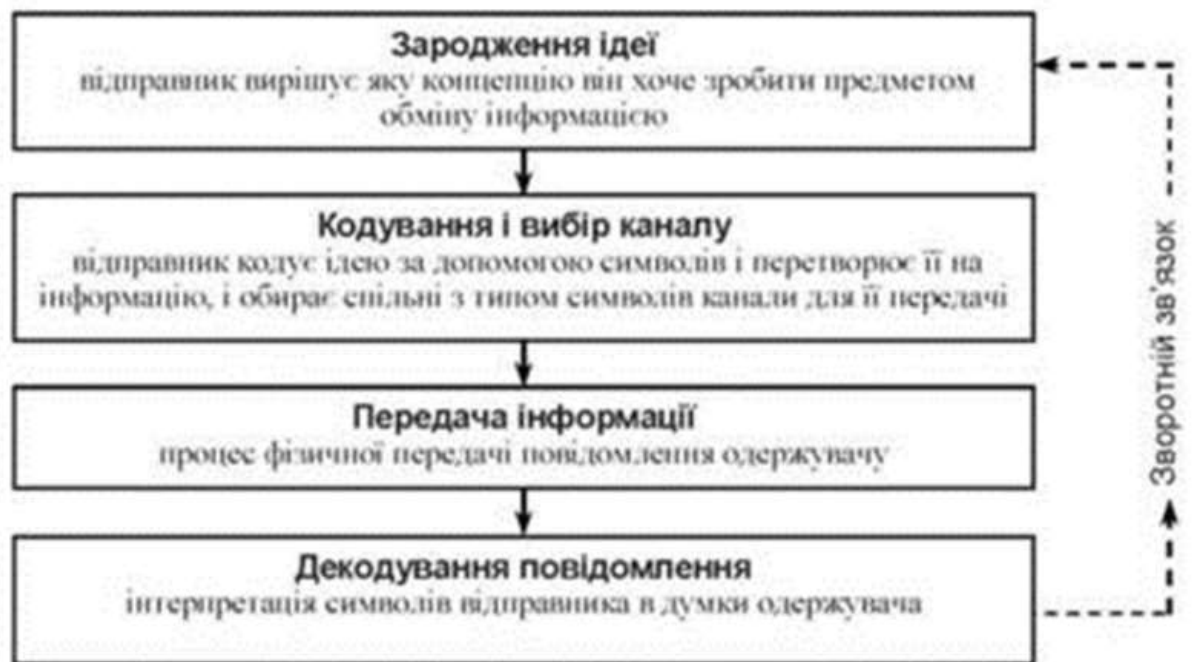 Зародження ідеї
відправник вирішує яку концепцію він хоче зробити предметом
обміну інформацією
Кодування і вибір каналу
відправник кодує ідею за допомогою символів і перетворює її на
інформацію, і обирає спільні з типом символів канали для її передачі
Передача інформації
процес фізичної передачі повідомлення одержувачу
Декодування повідомлення
інтерпретація символів відправника в думки одержувача
Зворотній зв'язок